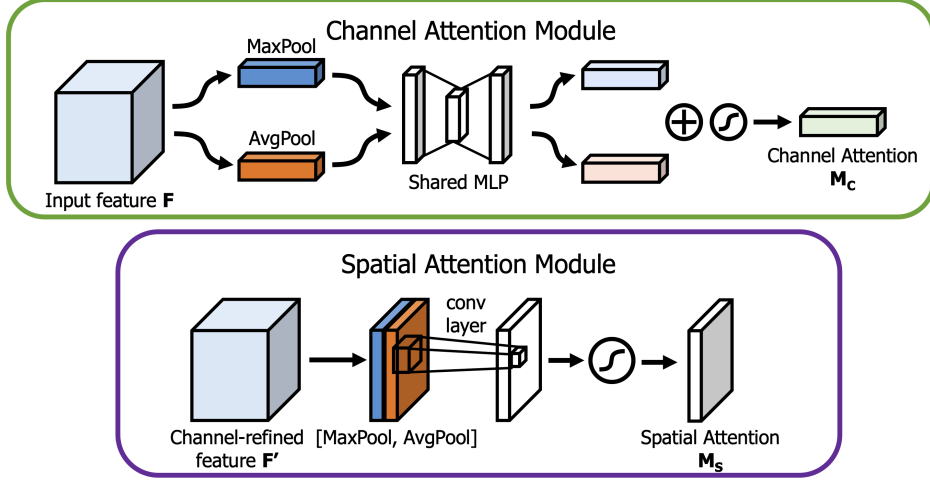 Channel Attention Module
MaxPool
AvgPool
Shared MLP
Input feature F
Channel Attention
Mc
Spatial Attention Module
conv
layer
Channel-refined
feature F'
[MaxPool, AvgPool]
Spatial Attention
Ms